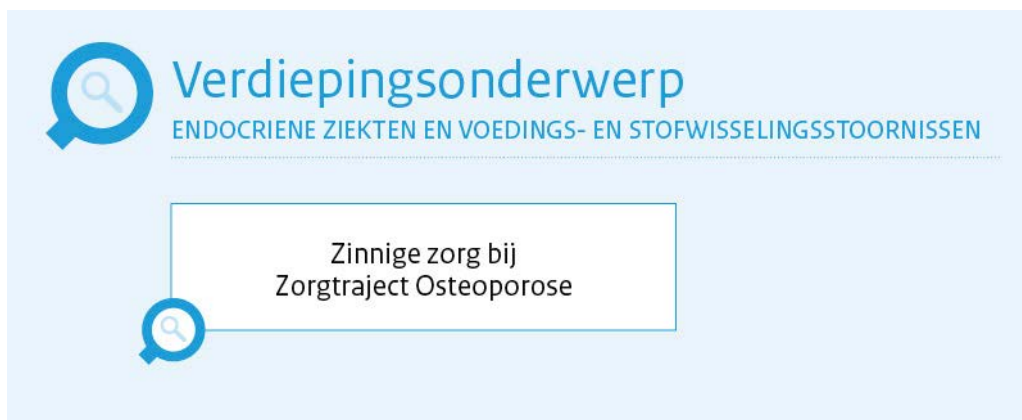 Verdiepingsonderwerp
ENDOCRIENE ZIEKTEN EN VOEDINGS- EN STOFWISSELINGSSTOORNISSEN
Zinnige zorg bij
Zorgtraject Osteoporose